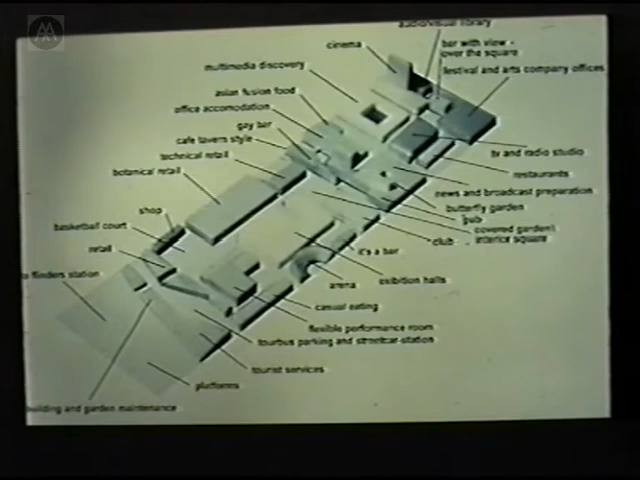 audiovisual library
cinema
bar with view -
over the square
multimedia discovery
festival and arts company offices
asian fusion food
office accomodation
gay bar
cafe tavern style
tv and radio studio
technical retail
botanical retail
restaurants
news and broadcast preparation
butterfly garden
pub
shop
covered garden\
interior square
basketball court
club
retail
it's a bar
to flinders station
exibition halls
arena
casual eating
flexible performance room
tourbus parking and streetcar-station
tourist services
platforms
building and garden maintenance